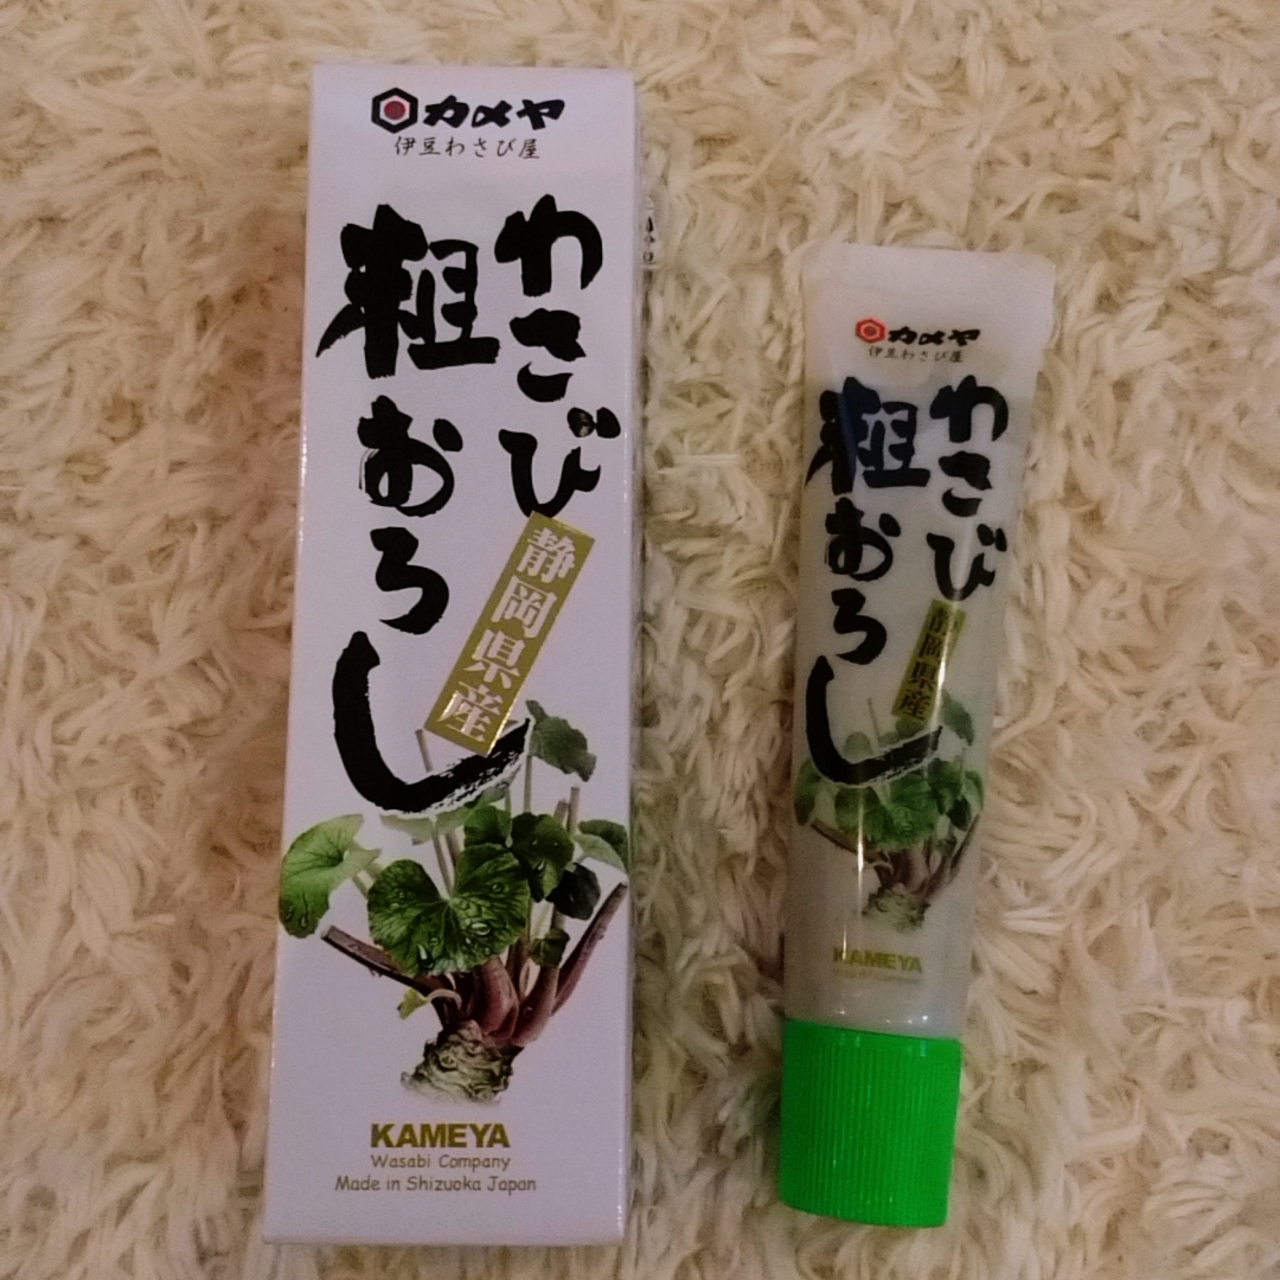 カメヤ
伊豆わさび屋
わさび
粗おろし
静岡県産
KAMEYA
Wasabi Company
Made in Shizuoka Japan
カメヤ
伊豆わさび屋
わさび
粗おろし
静岡県産
KAMEYA